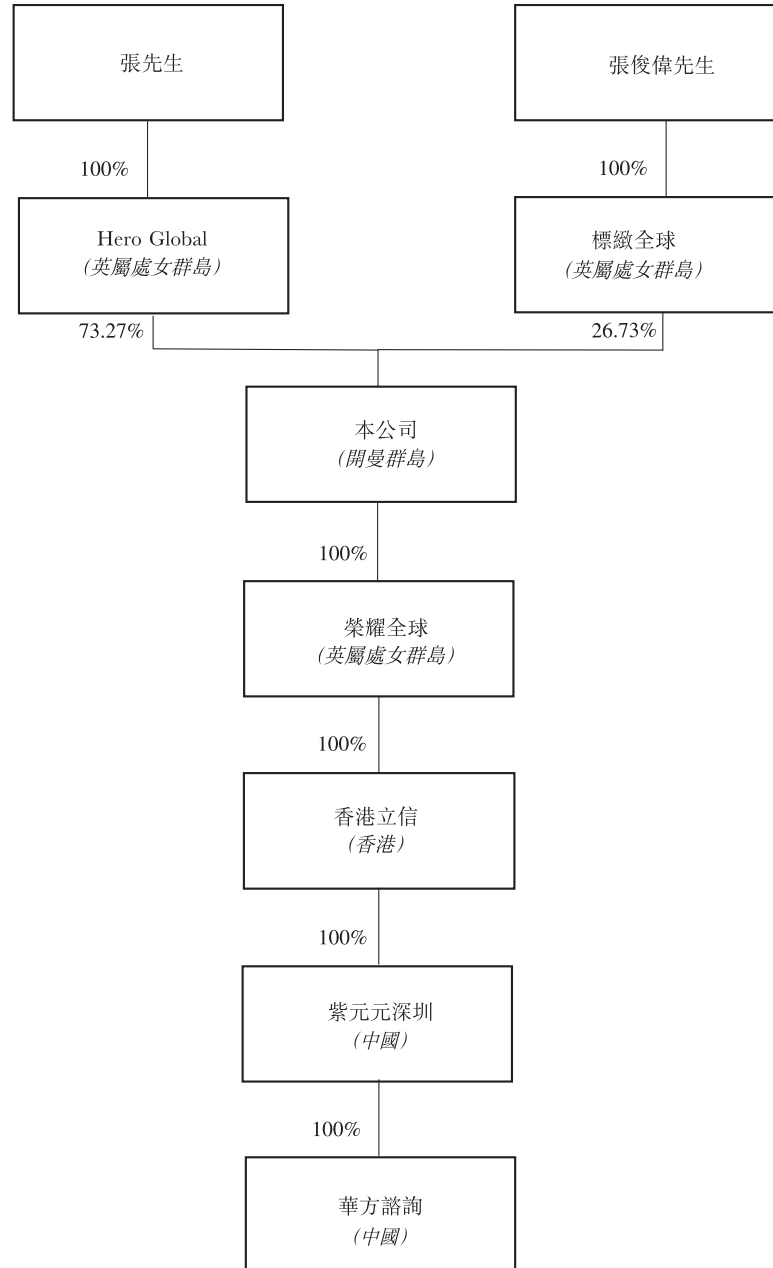 張先生
張俊偉先生
100%
100%
Hero Global
(英屬處女群島)
標緻全球
(英屬處女群島)
73.27%
26.73%
本公司
(開曼群島)
100%
榮耀全球
(英屬處女群島)
100%
香港立信
(香港)
100%
紫元元深圳
(中國)
100%
華方諮詢
(中國)